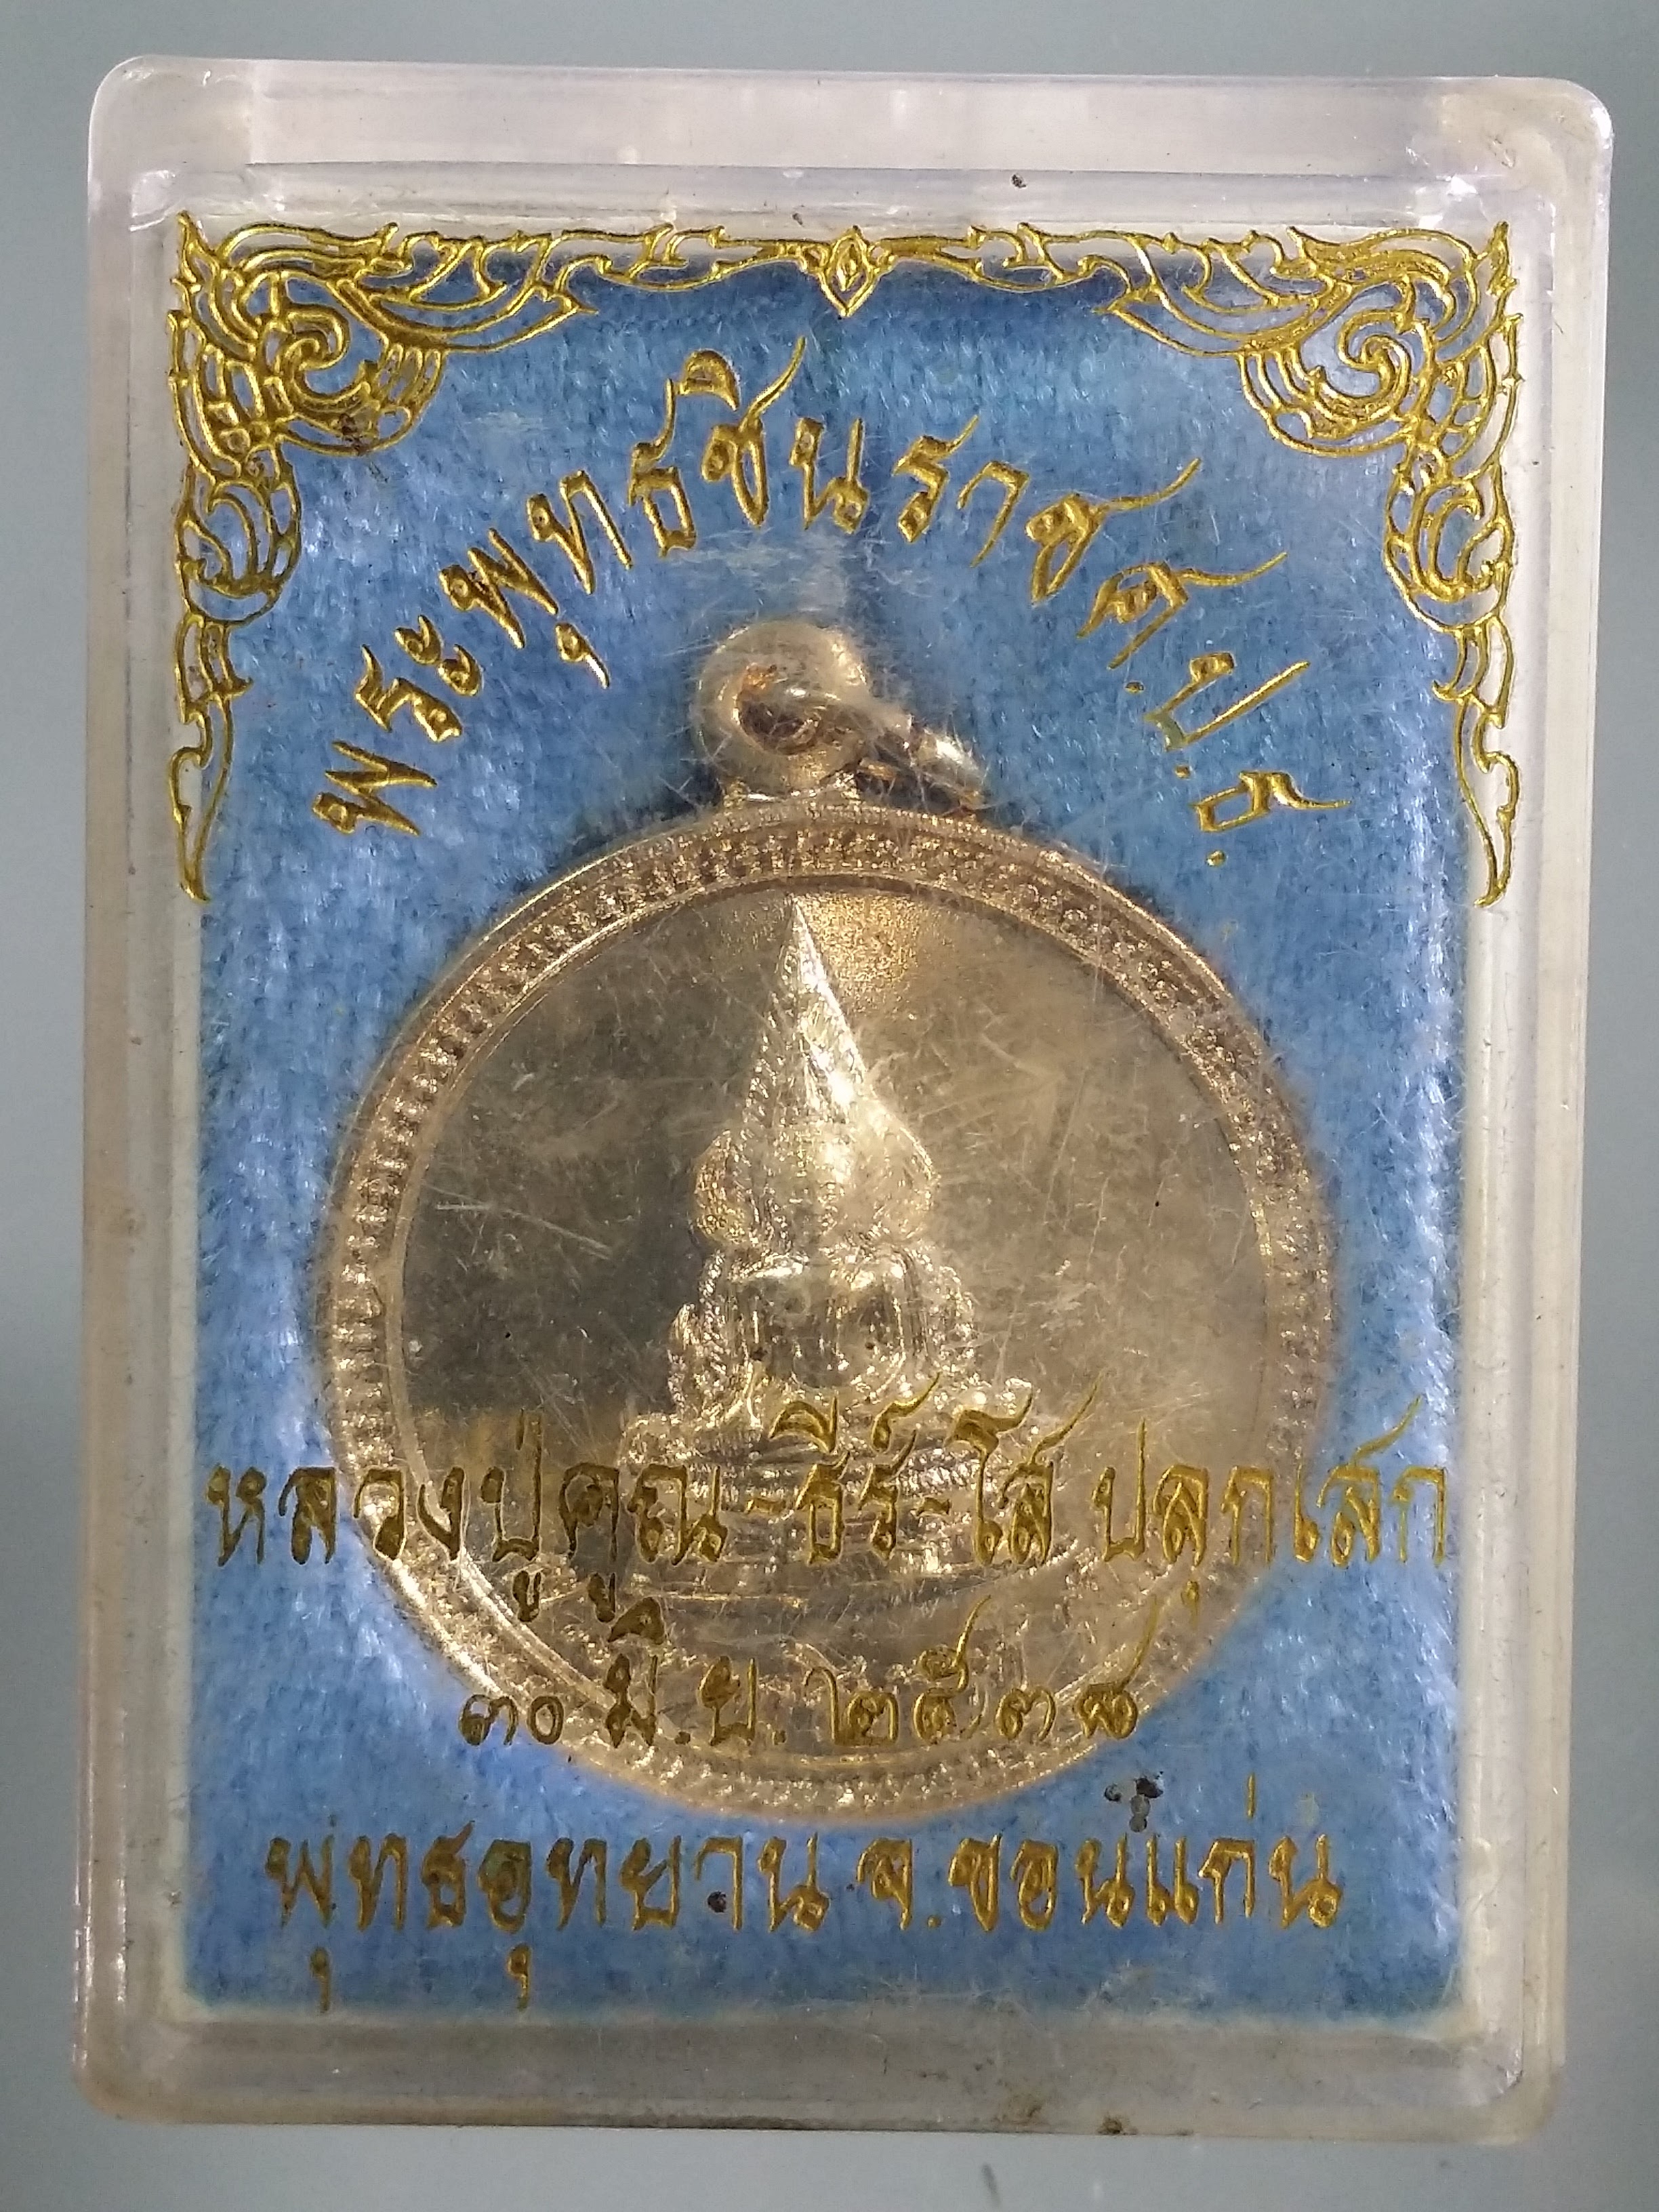 พระพุทธชินราช ภ.ป.ร.
หลวงปู่คูณ-ธีร์-โส ปลุกเสก
๓๐ มิ.ย. ๒๕๓๘
พุทธอุทยาน จ.ขอนแก่น